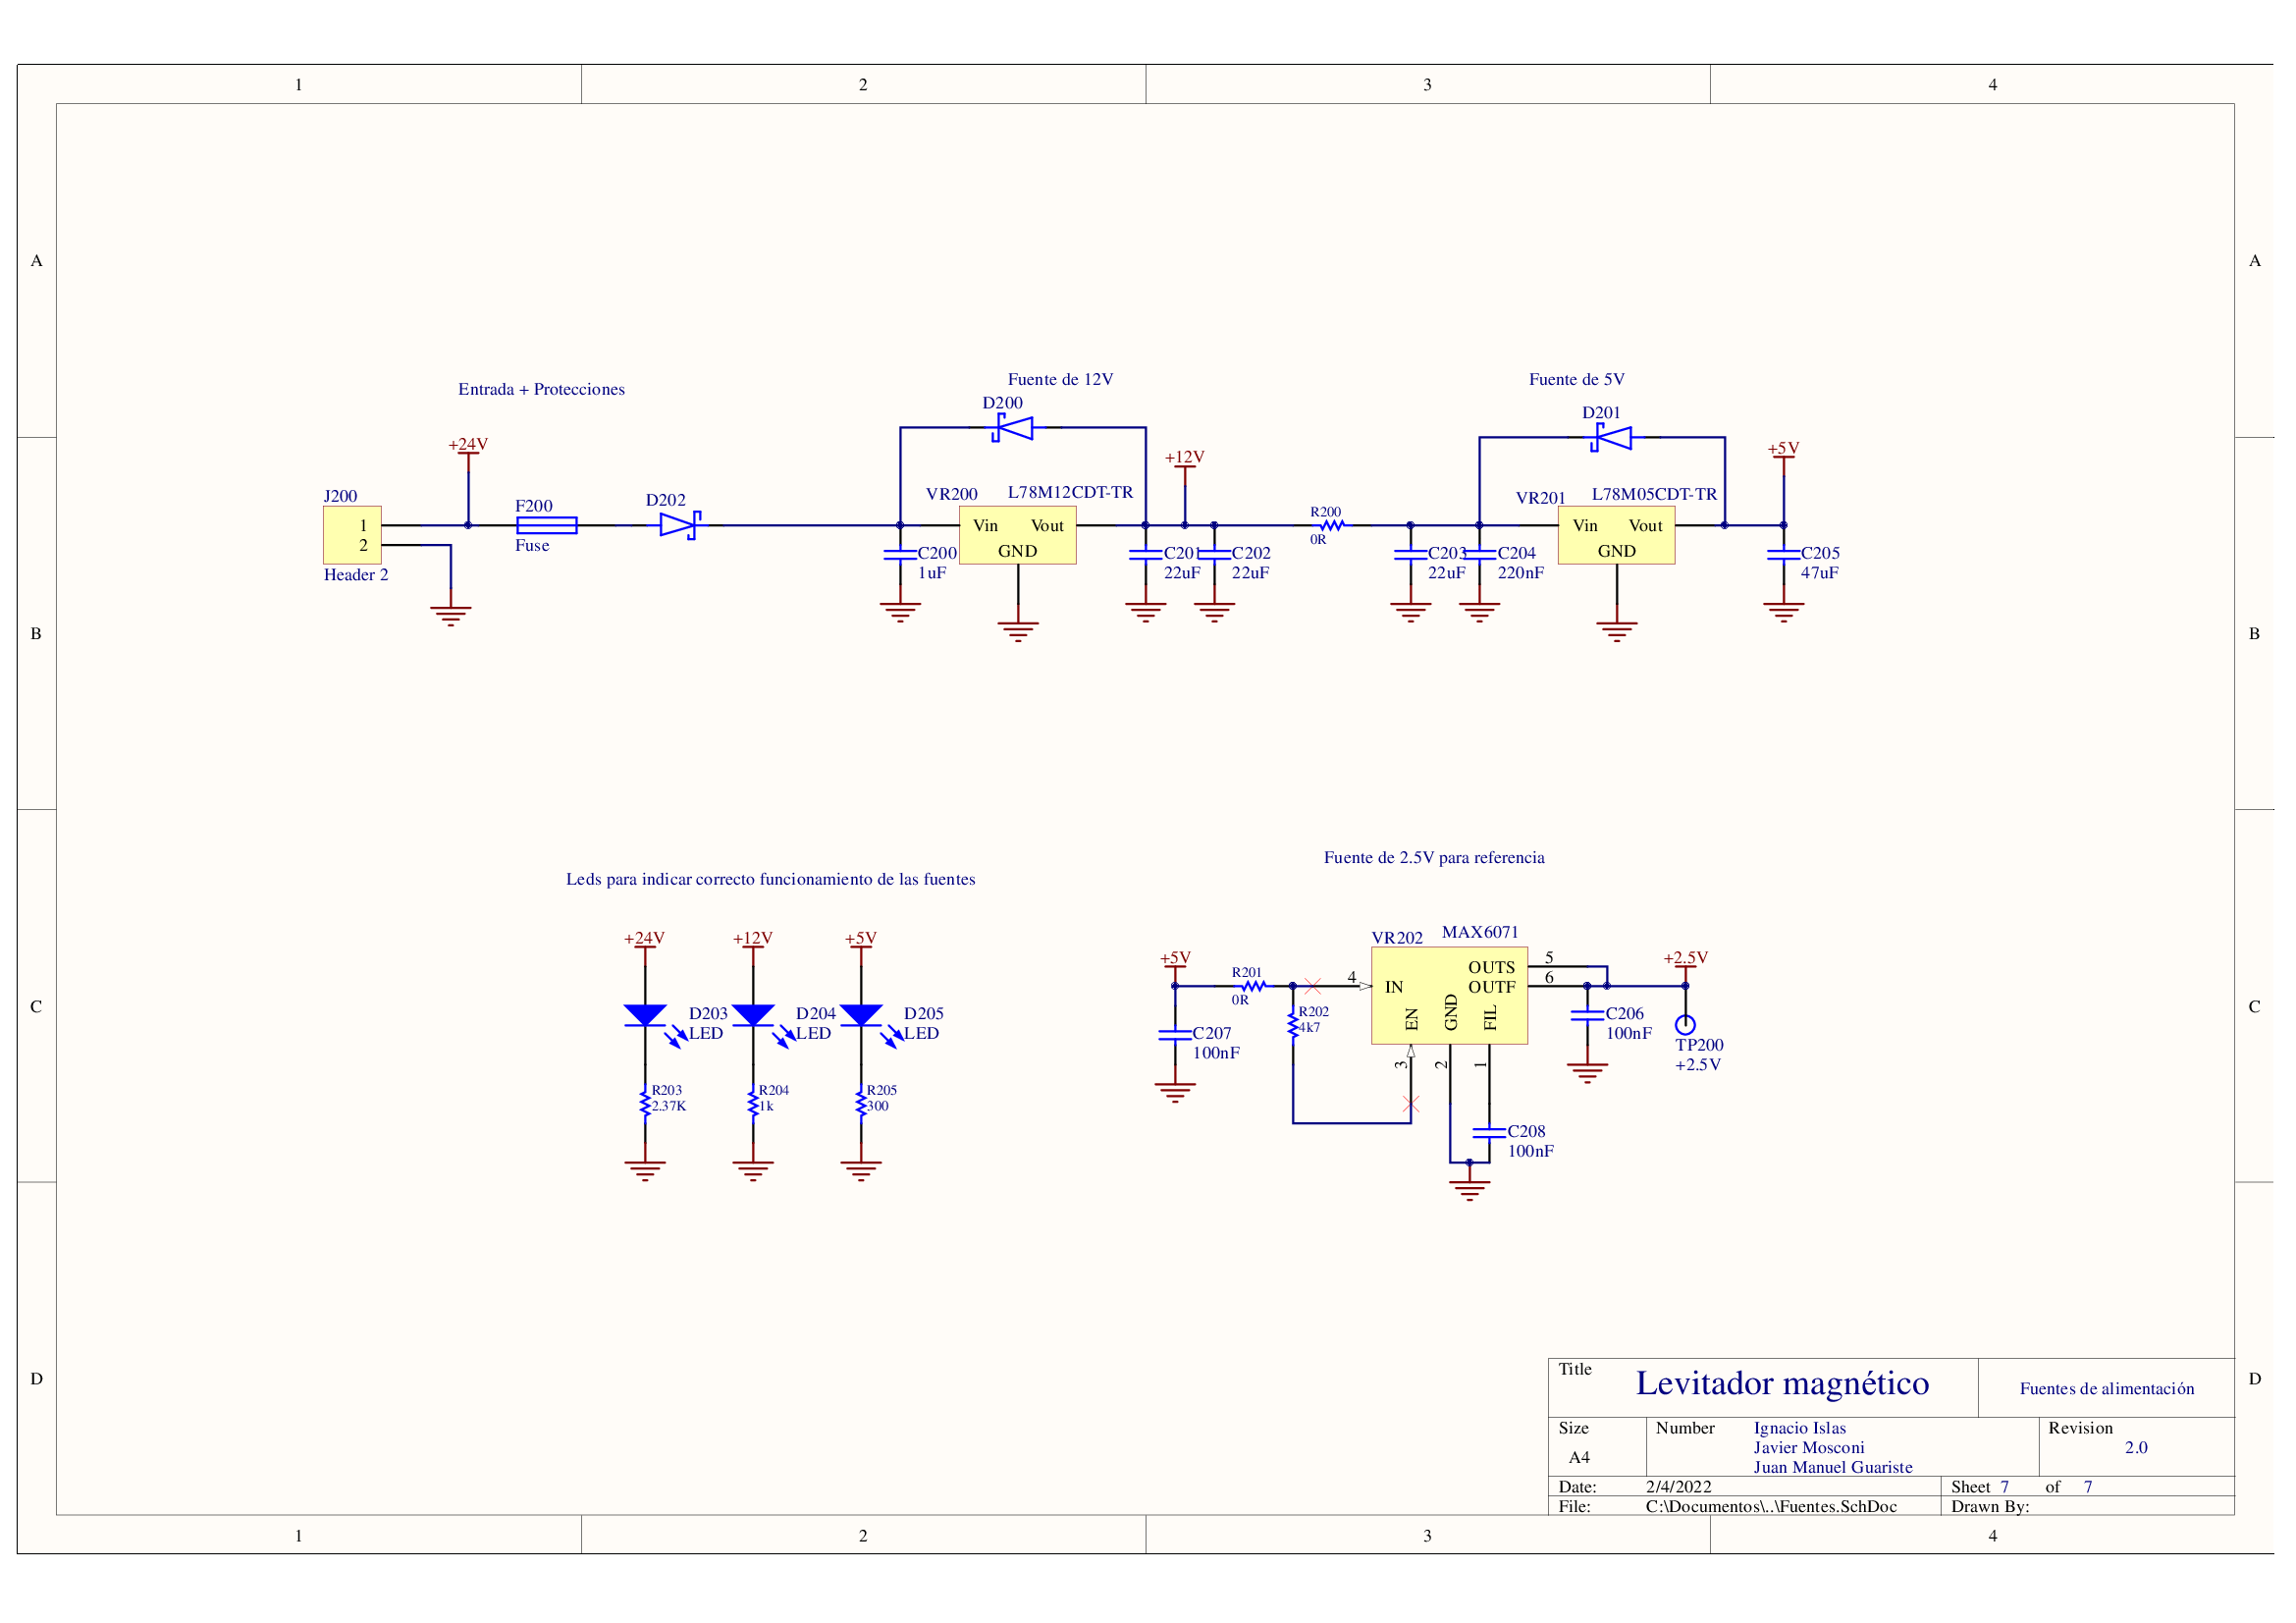 1 2 3 4
A A
Entrada + Protecciones
Fuente de 12V
Fuente de 5V
D200
D201
+24V
+12V
+5V
J200
1
2
Header 2
F200
Fuse
D202
VR200 L78M12CDT-TR
Vin Vout
GND
C200
1uF
C201
22uF
C202
22uF
R200
0R
C203
22uF
C204
220nF
VR201 L78M05CDT-TR
Vin Vout
GND
C205
47uF
B B
Leds para indicar correcto funcionamiento de las fuentes
+24V
+12V
+5V
D203
LED
D204
LED
D205
LED
R203
2.37K
R204
1k
R205
300
Fuente de 2.5V para referencia
VR202 MAX6071
+5V
R201
0R
C207
100nF
R202
4k7
4
IN
OUTS
OUTF
EN
GND
FIL
5
6
3
2
1
C208
100nF
+2.5V
C206
100nF
TP200
+2.5V
C C
D D
Title
Levitador magnético
Fuentes de alimentación
Size
A4
Number
Ignacio Islas
Javier Mosconi
Juan Manuel Guariste
Revision
2.0
Date: 2/4/2022
Sheet 7 of 7
File: C:\Documentos\..\Fuentes.SchDoc
Drawn By:
1 2 3 4